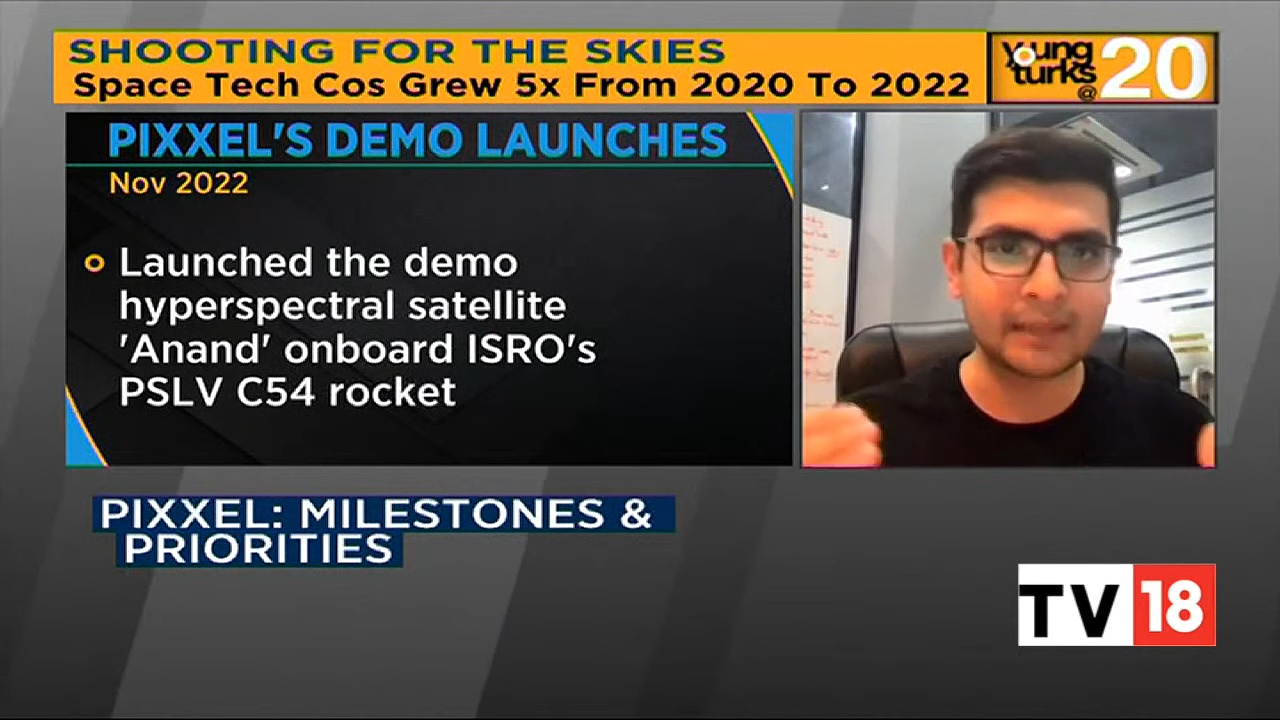 SHOOTING FOR THE SKIES
Space Tech Cos Grew 5x From 2020 To 2022
young
turks
@
20
PIXXEL'S DEMO LAUNCHES
Nov 2022
Launched the demo
hyperspectral satellite
'Anand' onboard ISRO's
PSLV C54 rocket
PIXXEL: MILESTONES &
PRIORITIES
TV18